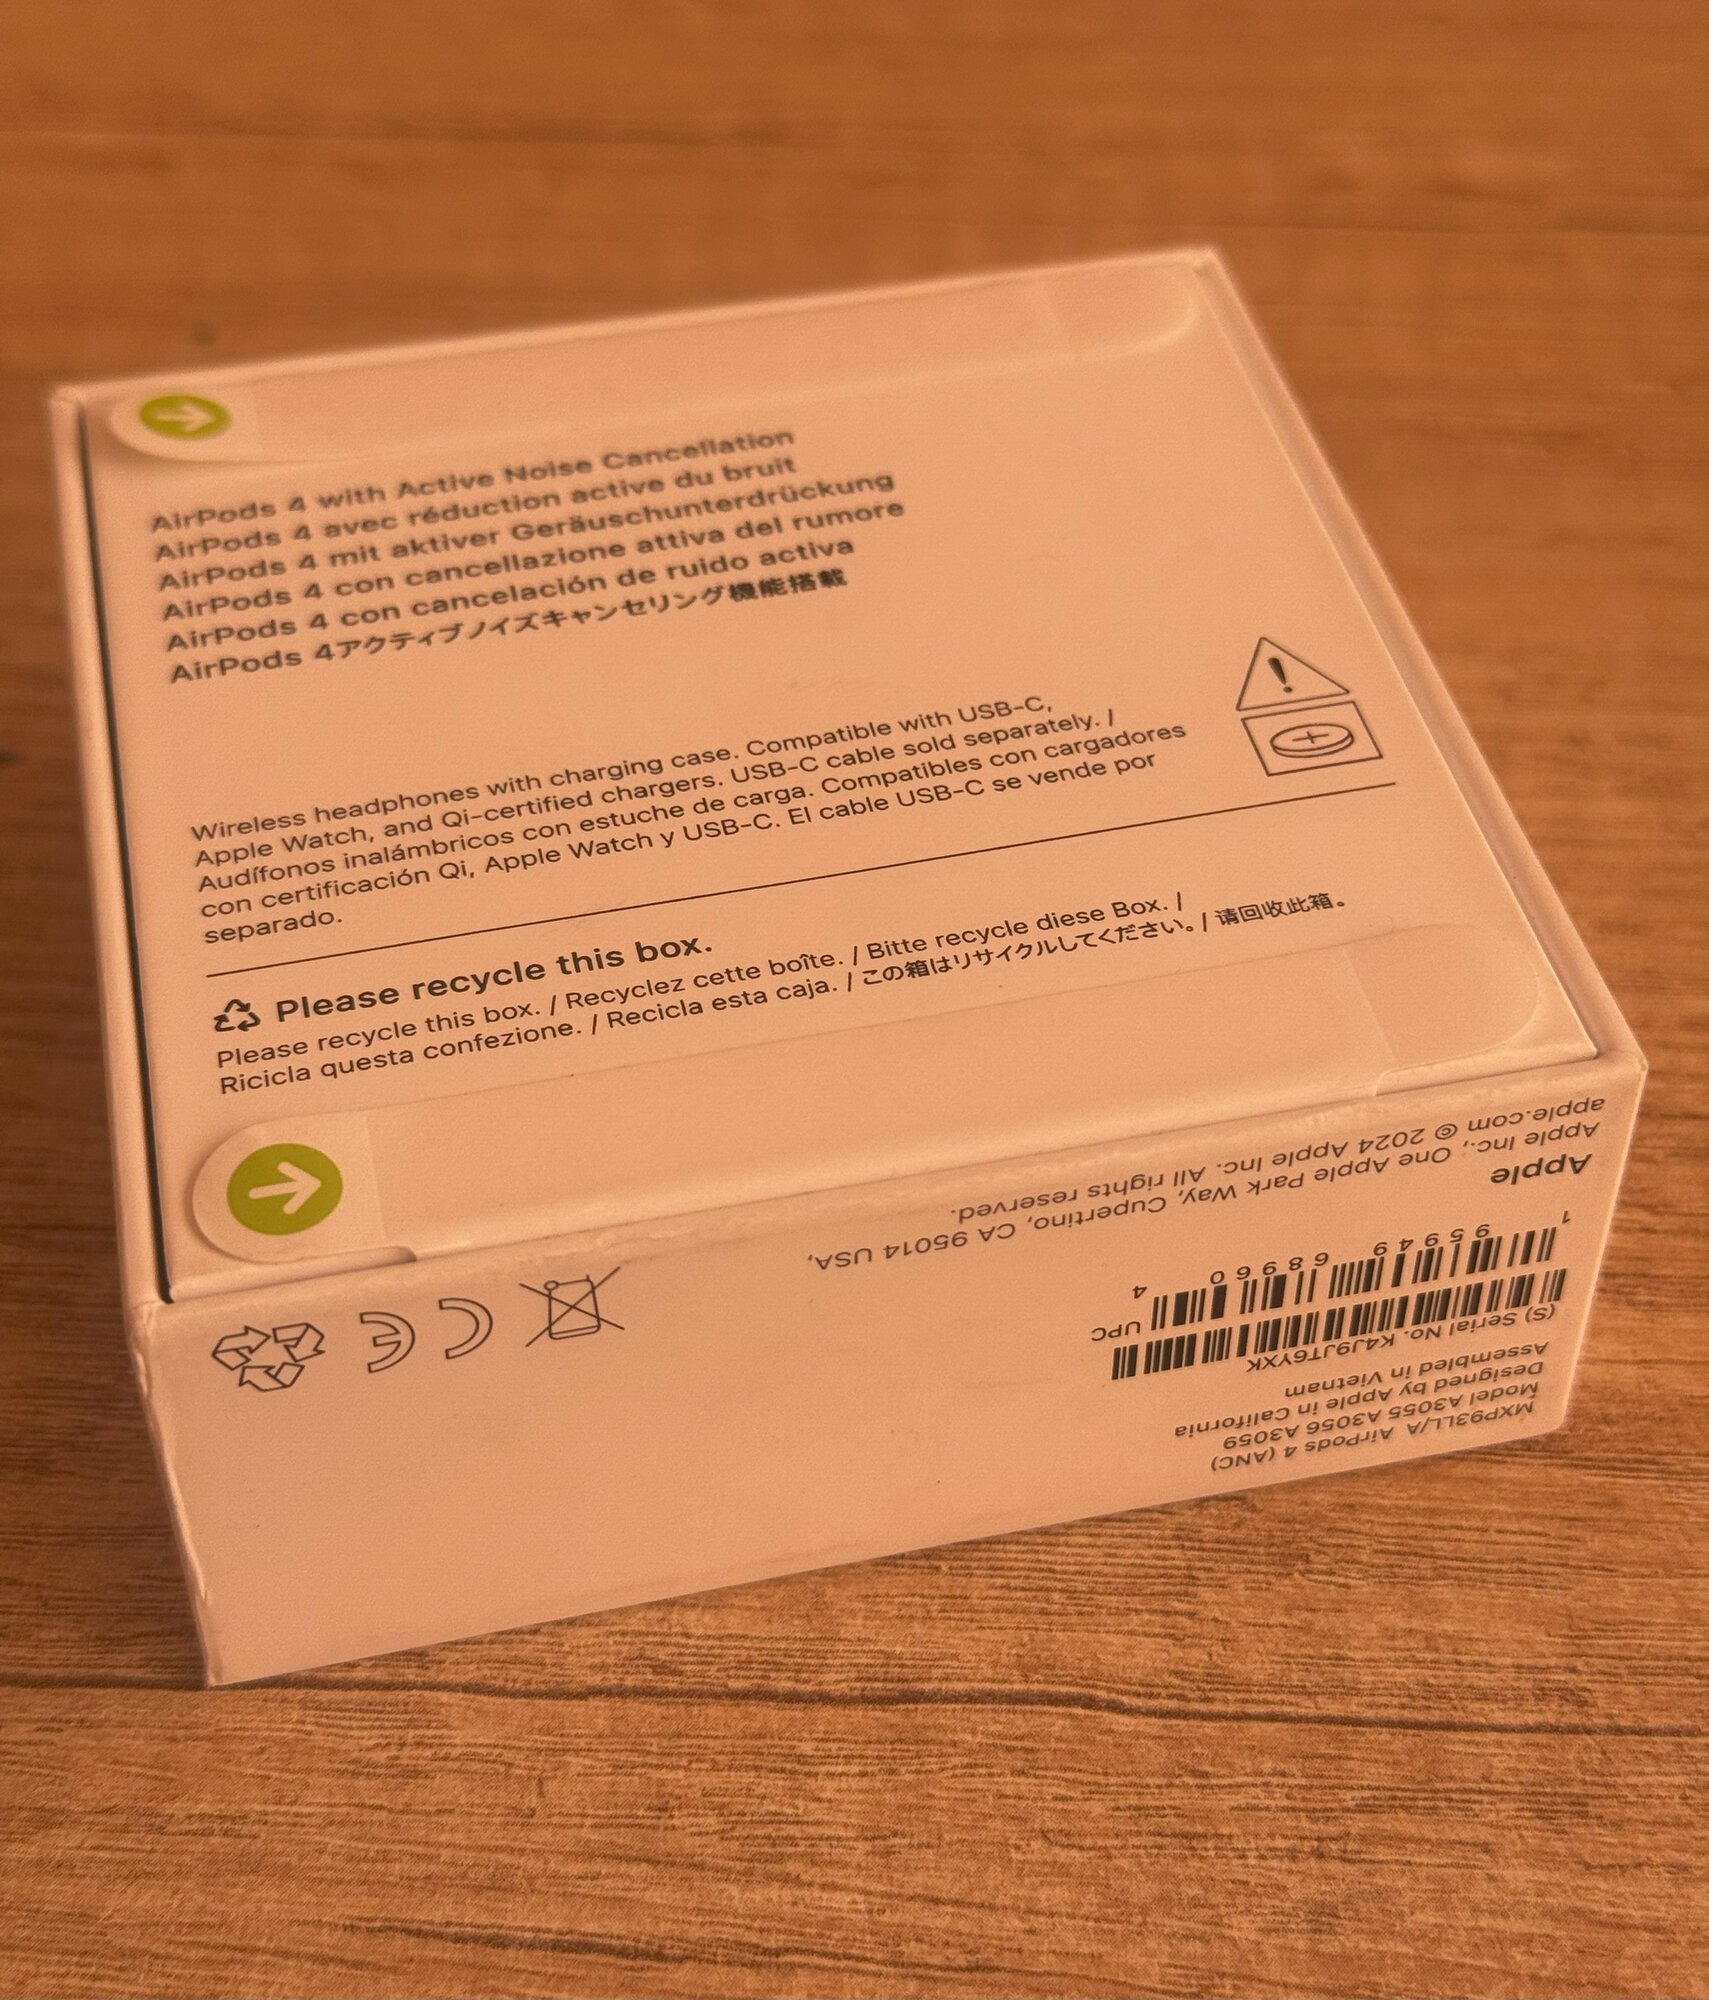 AirPods 4 with Active Noise Cancellation
AirPods 4 avec réduction active du bruit
AirPods 4 mit aktiver Geräuschunterdrückung
AirPods 4 con cancellazione attiva del rumore
AirPods 4 con cancelación de ruido activa
AirPods 4アクティブノイズキャンセリング機能搭載
Wireless headphones with charging case. Compatible with USB-C,
Apple Watch, and Qi-certified chargers. USB-C cable sold separately. /
Audífonos inalámbricos con estuche de carga. Compatibles con cargadores
con certificación Qi, Apple Watch y USB-C. El cable USB-C se vende por
separado.
Please recycle this box.
Please recycle this box. / Recyclez cette boîte. / Bitte recycle diese Box. /
Ricicla questa confezione. / Recicla esta caja. / この箱はリサイクルしてください。/ 请回收此箱。
MXP93LL/A AirPods 4 (ANC)
Model A3055 A3056 A3059
Designed by Apple in California
Assembled in Vietnam
(S) Serial No. K4J9JT6YXK
UPC
1 95949 68960 4
Apple
Apple Inc., One Apple Park Way, Cupertino, CA 95014 USA,
apple.com © 2024 Apple Inc. All rights reserved.
CE